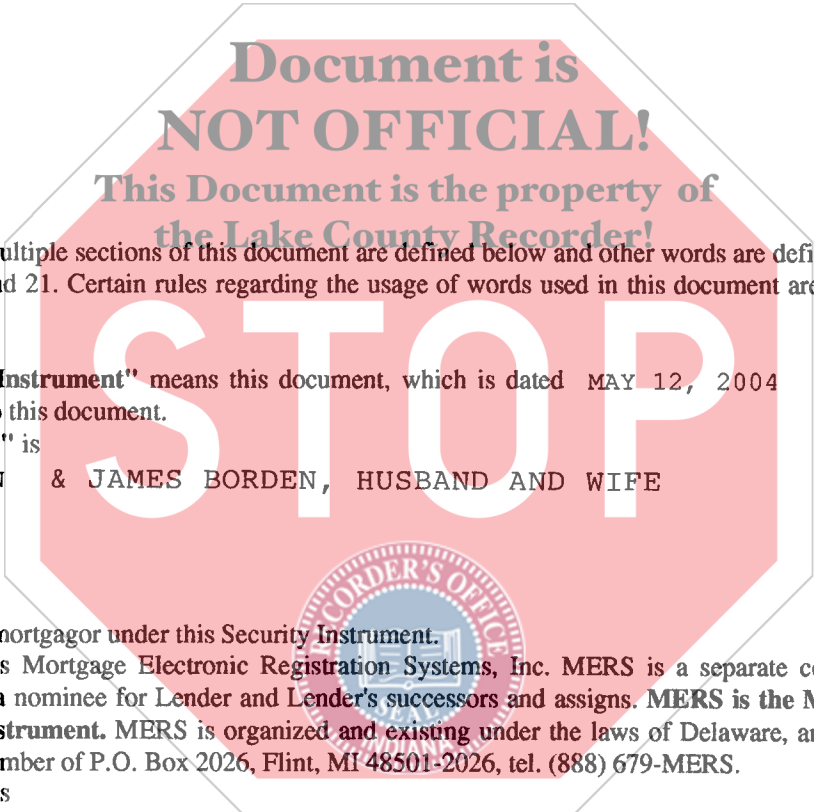 Document is
NOT OFFICIAL!
This Document is the property of
the Lake County Recorder!
ultiple sections of this document are defined below and other words are defi
d 21. Certain rules regarding the usage of words used in this document are
STOP
Instrument" means this document, which is dated MAY 12, 2004
this document.
" is
& JAMES BORDEN, HUSBAND AND WIFE
RECORDER'S OFFICE
SEAL
INDIANA
mortgagor under this Security Instrument.
s Mortgage Electronic Registration Systems, Inc. MERS is a separate c
a nominee for Lender and Lender's successors and assigns. MERS is the M
strument. MERS is organized and existing under the laws of Delaware, a
mber of P.O. Box 2026, Flint, MI 48501-2026, tel. (888) 679-MERS.
s